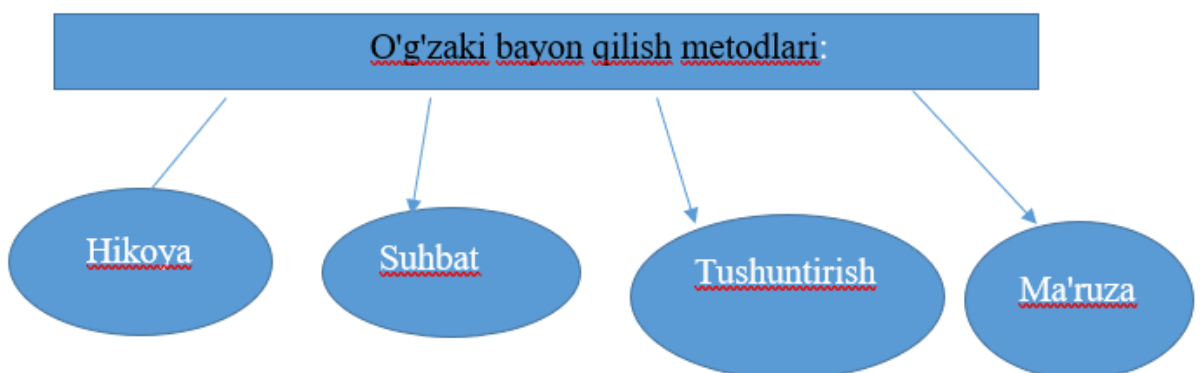 O'g'zaki bayon qilish metodlari:
Hikoya
Suhbat
Tushuntirish
Ma'ruza